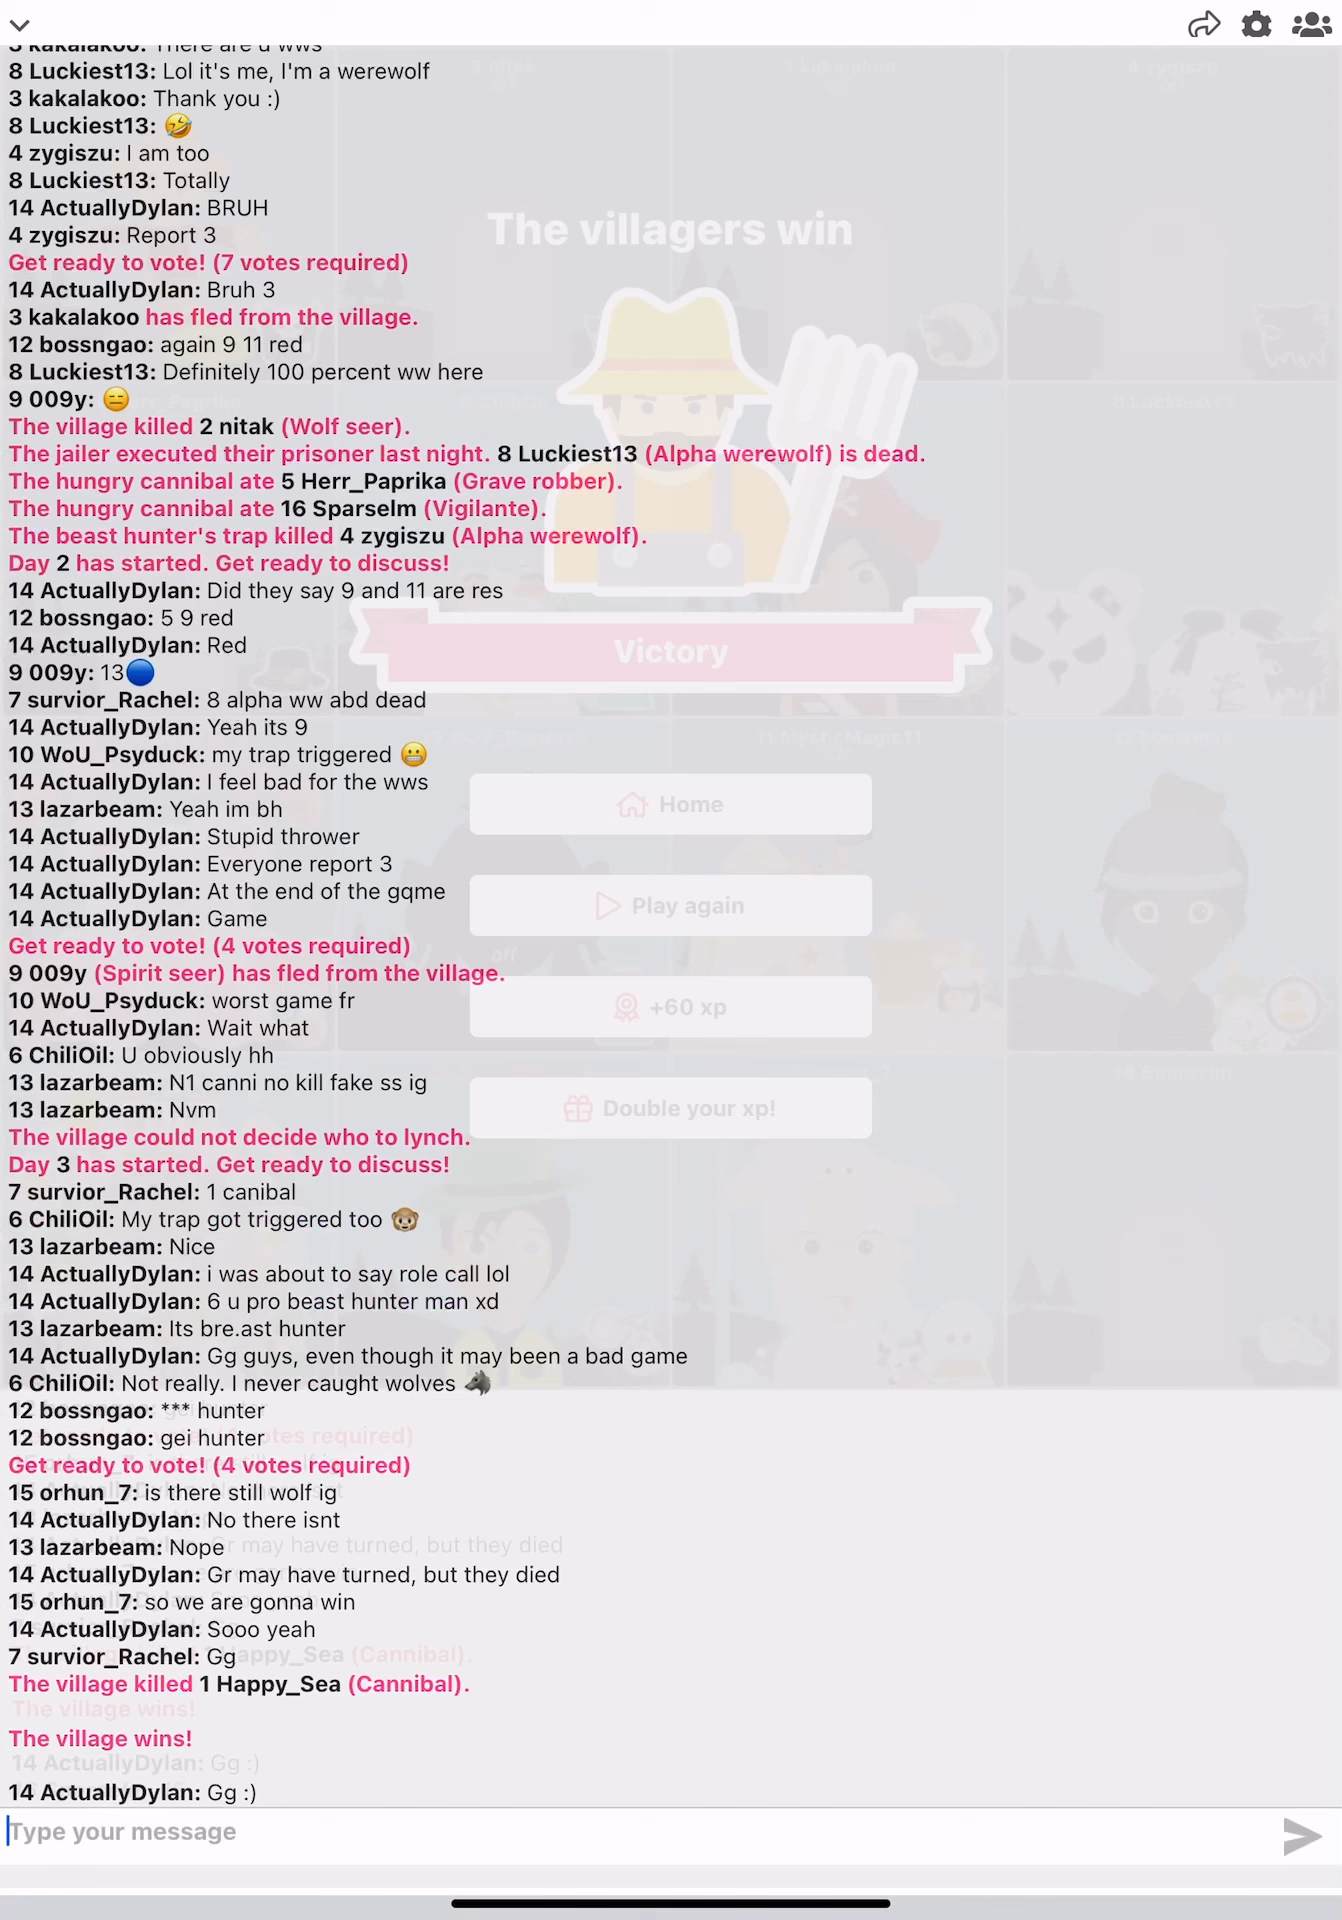 3 kakalakoo: There are u wws
8 Luckiest13: Lol it's me, I'm a werewolf
3 kakalakoo: Thank you :)
8 Luckiest13: 🤣
4 zygiszu: I am too
8 Luckiest13: Totally
14 ActuallyDylan: BRUH
4 zygiszu: Report 3
Get ready to vote! (7 votes required)
14 ActuallyDylan: Bruh 3
3 kakalakoo has fled from the village.
12 bossngao: again 9 11 red
8 Luckiest13: Definitely 100 percent ww here
9 009y: 😑
The village killed 2 nitak (Wolf seer).
The jailer executed their prisoner last night. 8 Luckiest13 (Alpha werewolf) is dead.
The hungry cannibal ate 5 Herr_Paprika (Grave robber).
The hungry cannibal ate 16 Sparselm (Vigilante).
The beast hunter's trap killed 4 zygiszu (Alpha werewolf).
Day 2 has started. Get ready to discuss!
14 ActuallyDylan: Did they say 9 and 11 are res
12 bossngao: 5 9 red
14 ActuallyDylan: Red
9 009y: 13🔵
7 survior_Rachel: 8 alpha ww abd dead
14 ActuallyDylan: Yeah its 9
10 WoU_Psyduck: my trap triggered 😬
14 ActuallyDylan: I feel bad for the wws
13 lazarbeam: Yeah im bh
14 ActuallyDylan: Stupid thrower
14 ActuallyDylan: Everyone report 3
14 ActuallyDylan: At the end of the gqme
14 ActuallyDylan: Game
Get ready to vote! (4 votes required)
9 009y (Spirit seer) has fled from the village.
10 WoU_Psyduck: worst game fr
14 ActuallyDylan: Wait what
6 ChiliOil: U obviously hh
13 lazarbeam: N1 canni no kill fake ss ig
13 lazarbeam: Nvm
The village could not decide who to lynch.
Day 3 has started. Get ready to discuss!
7 survior_Rachel: 1 canibal
6 ChiliOil: My trap got triggered too 🐵
13 lazarbeam: Nice
14 ActuallyDylan: i was about to say role call lol
14 ActuallyDylan: 6 u pro beast hunter man xd
13 lazarbeam: Its bre.ast hunter
14 ActuallyDylan: Gg guys, even though it may been a bad game
6 ChiliOil: Not really. I never caught wolves 🐺
12 bossngao: *** hunter
12 bossngao: gei hunter
Get ready to vote! (4 votes required)
15 orhun_7: is there still wolf ig
14 ActuallyDylan: No there isnt
13 lazarbeam: Nope
14 ActuallyDylan: Gr may have turned, but they died
15 orhun_7: so we are gonna win
14 ActuallyDylan: Sooo yeah
7 survior_Rachel: Gg
The village killed 1 Happy_Sea (Cannibal).
The village wins!
14 ActuallyDylan: Gg :)
Type your message
The villagers win
Victory
Home
Play again
+60 xp
Double your xp!